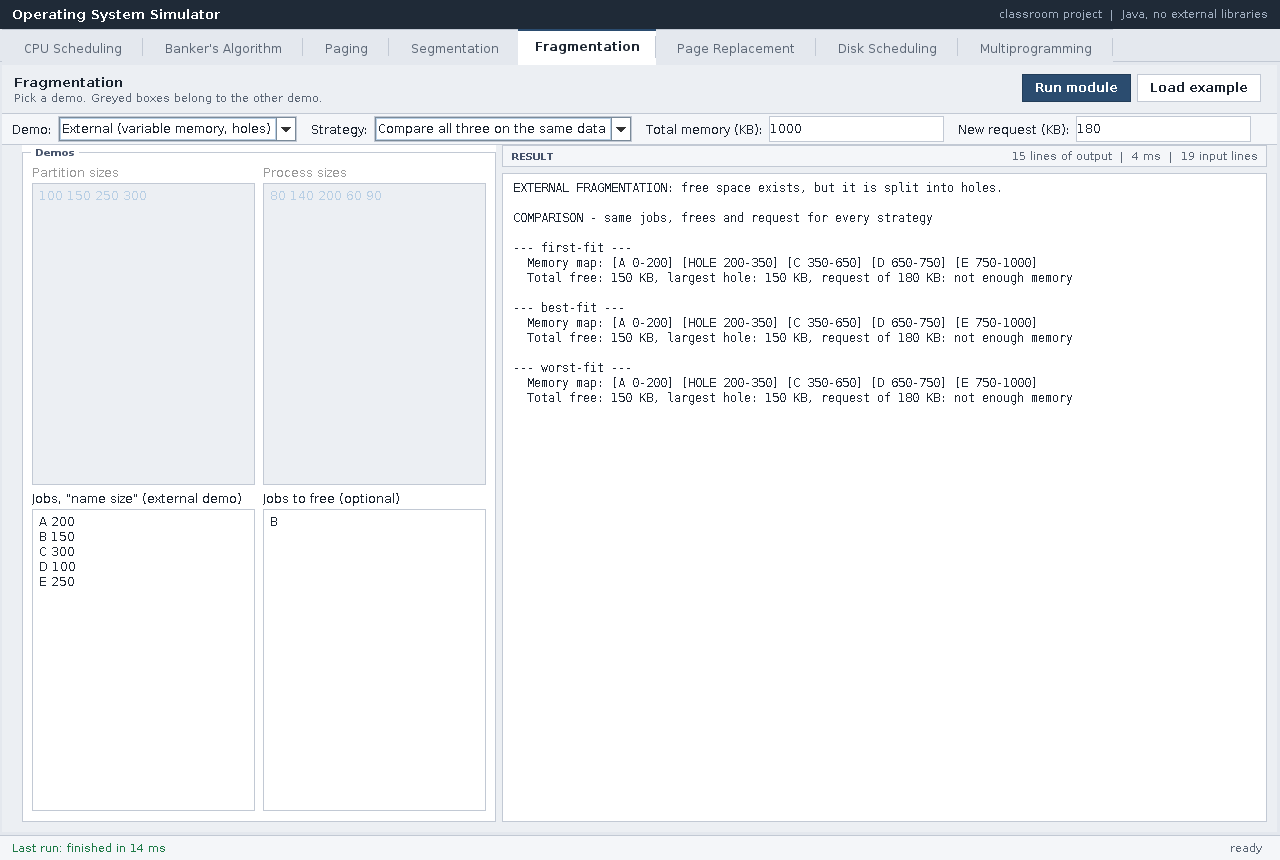 Operating System Simulator
classroom project | Java, no external libraries
CPU Scheduling
Banker's Algorithm
Paging
Segmentation
Fragmentation
Page Replacement
Disk Scheduling
Multiprogramming
Fragmentation
Pick a demo. Greyed boxes belong to the other demo.
Run module
Load example
Demo: External (variable memory, holes)
Strategy: Compare all three on the same data
Total memory (KB): 1000
New request (KB): 180
Demos
Partition sizes
100 150 250 300
Process sizes
80 140 200 60 90
Jobs, "name size" (external demo)
A 200
B 150
C 300
D 100
E 250
Jobs to free (optional)
B
RESULT
15 lines of output | 4 ms | 19 input lines
EXTERNAL FRAGMENTATION: free space exists, but it is split into holes.
COMPARISON - same jobs, frees and request for every strategy
--- first-fit ---
Memory map: [A 0-200] [HOLE 200-350] [C 350-650] [D 650-750] [E 750-1000]
Total free: 150 KB, largest hole: 150 KB, request of 180 KB: not enough memory
--- best-fit ---
Memory map: [A 0-200] [HOLE 200-350] [C 350-650] [D 650-750] [E 750-1000]
Total free: 150 KB, largest hole: 150 KB, request of 180 KB: not enough memory
--- worst-fit ---
Memory map: [A 0-200] [HOLE 200-350] [C 350-650] [D 650-750] [E 750-1000]
Total free: 150 KB, largest hole: 150 KB, request of 180 KB: not enough memory
Last run: finished in 14 ms
ready